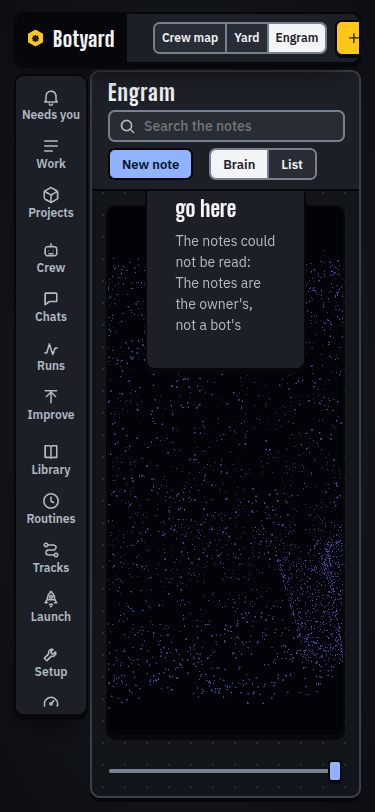 Botyard
Crew map
Yard
Engram
+
Needs you
Work
Projects
Crew
Chats
Runs
Improve
Library
Routines
Tracks
Launch
Setup
Engram
Search the notes
New note
Brain
List
go here
The notes could
not be read:
The notes are
the owner's,
not a bot's